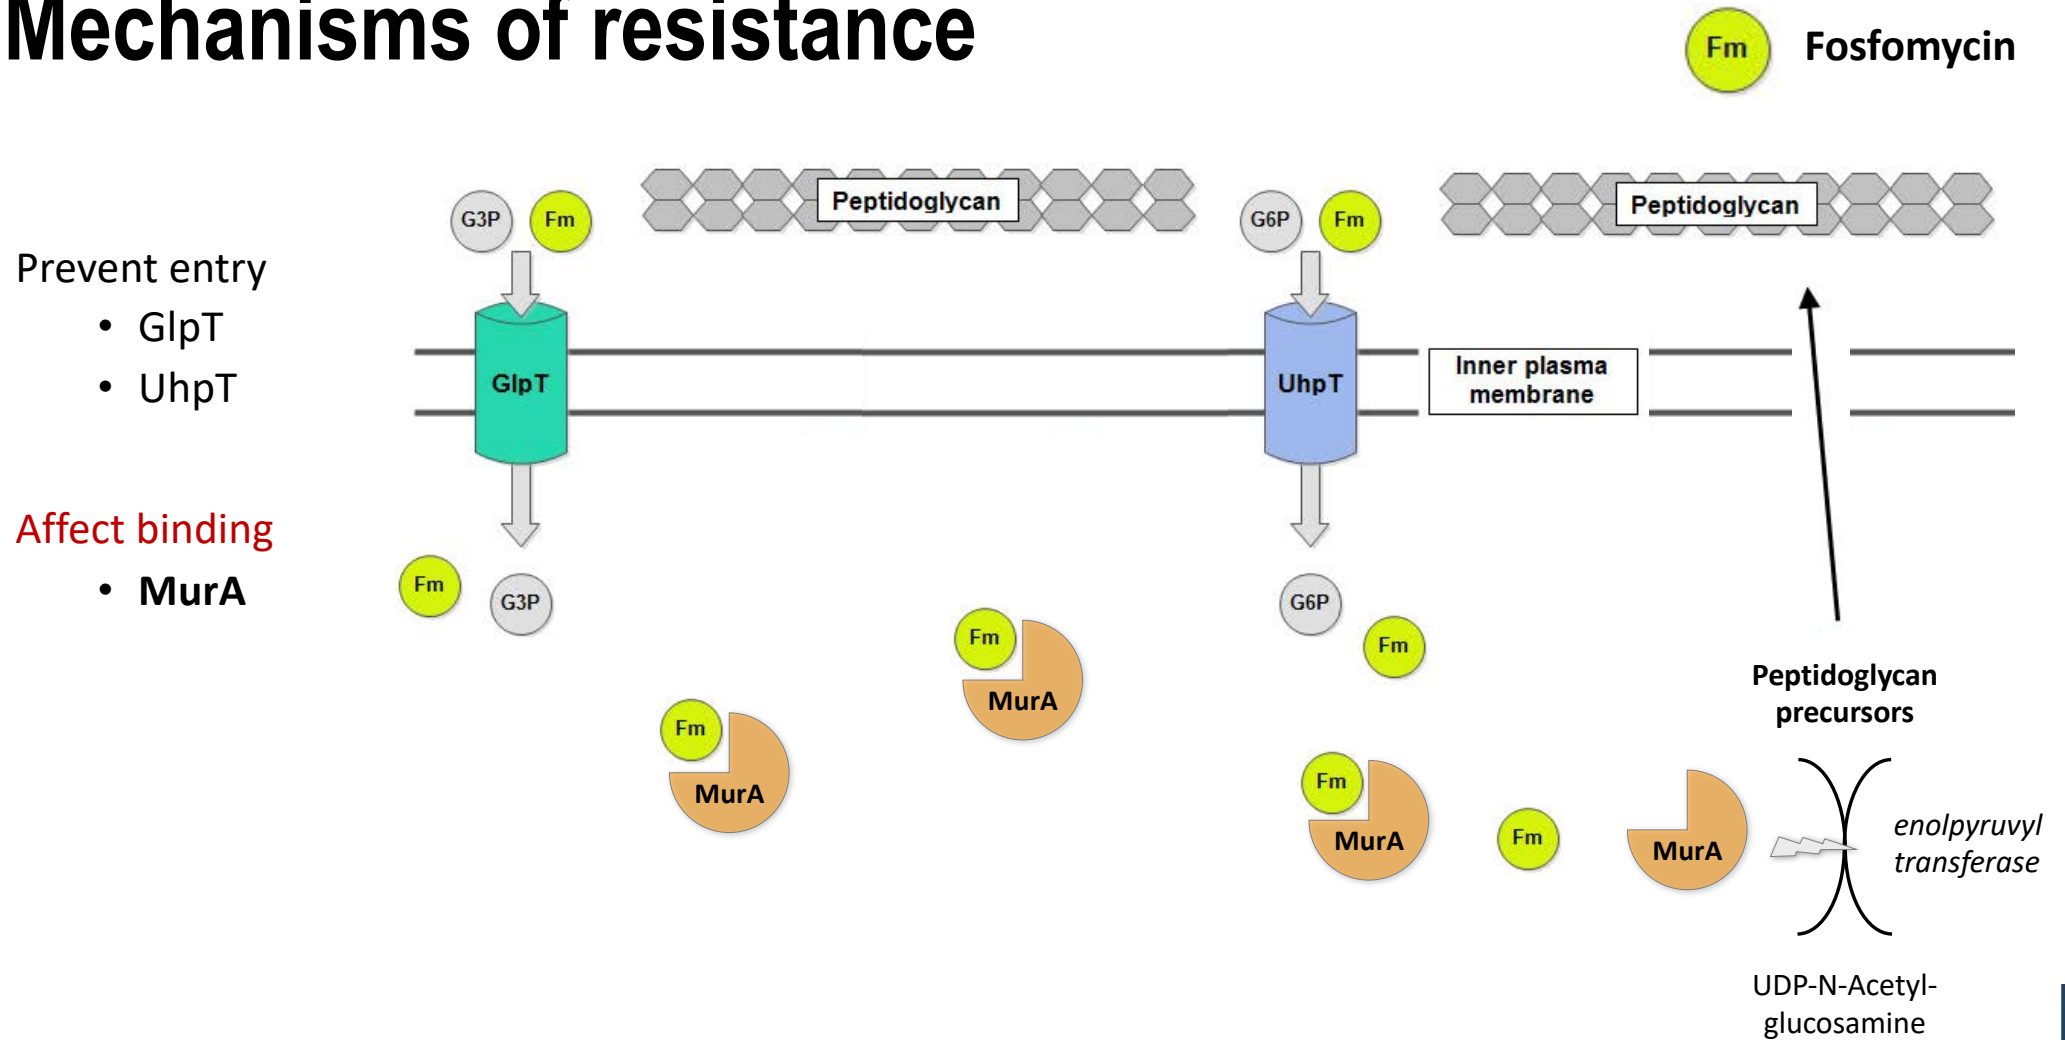 Mechanisms of resistance
Fm Fosfomycin
Prevent entry
• GlpT
• UhpT
Affect binding
• MurA
G3P Fm
Peptidoglycan
G6P Fm
Peptidoglycan
GlpT
UhpT
Inner plasma
membrane
Fm G3P
G6P
Fm
Fm
MurA
Fm
MurA
Fm
MurA
Fm
MurA
Peptidoglycan
precursors
enolpyruvyl
transferase
UDP-N-Acetyl-
glucosamine